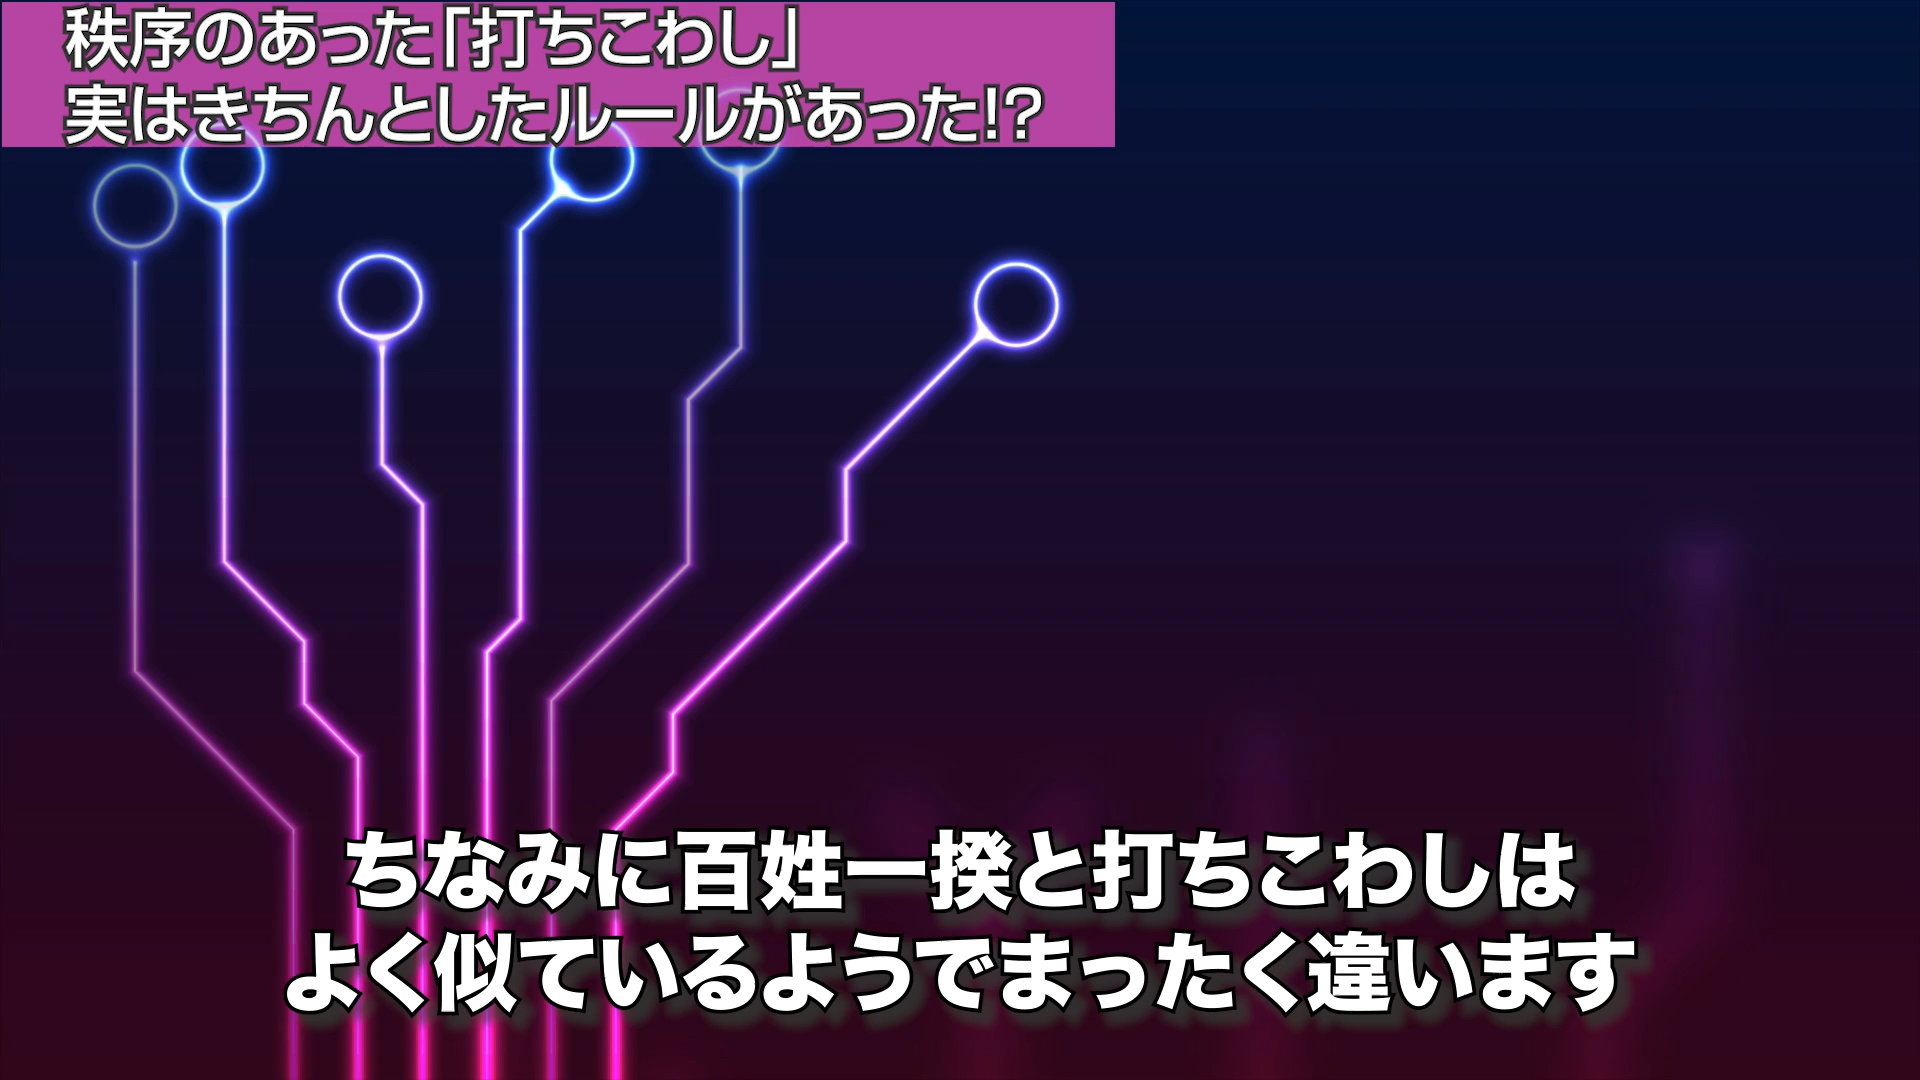 秩序のあった「打ちこわし」
実はきちんとしたルールがあった!?
ちなみに百姓一揆と打ちこわしは
よく似ているようでまったく違います